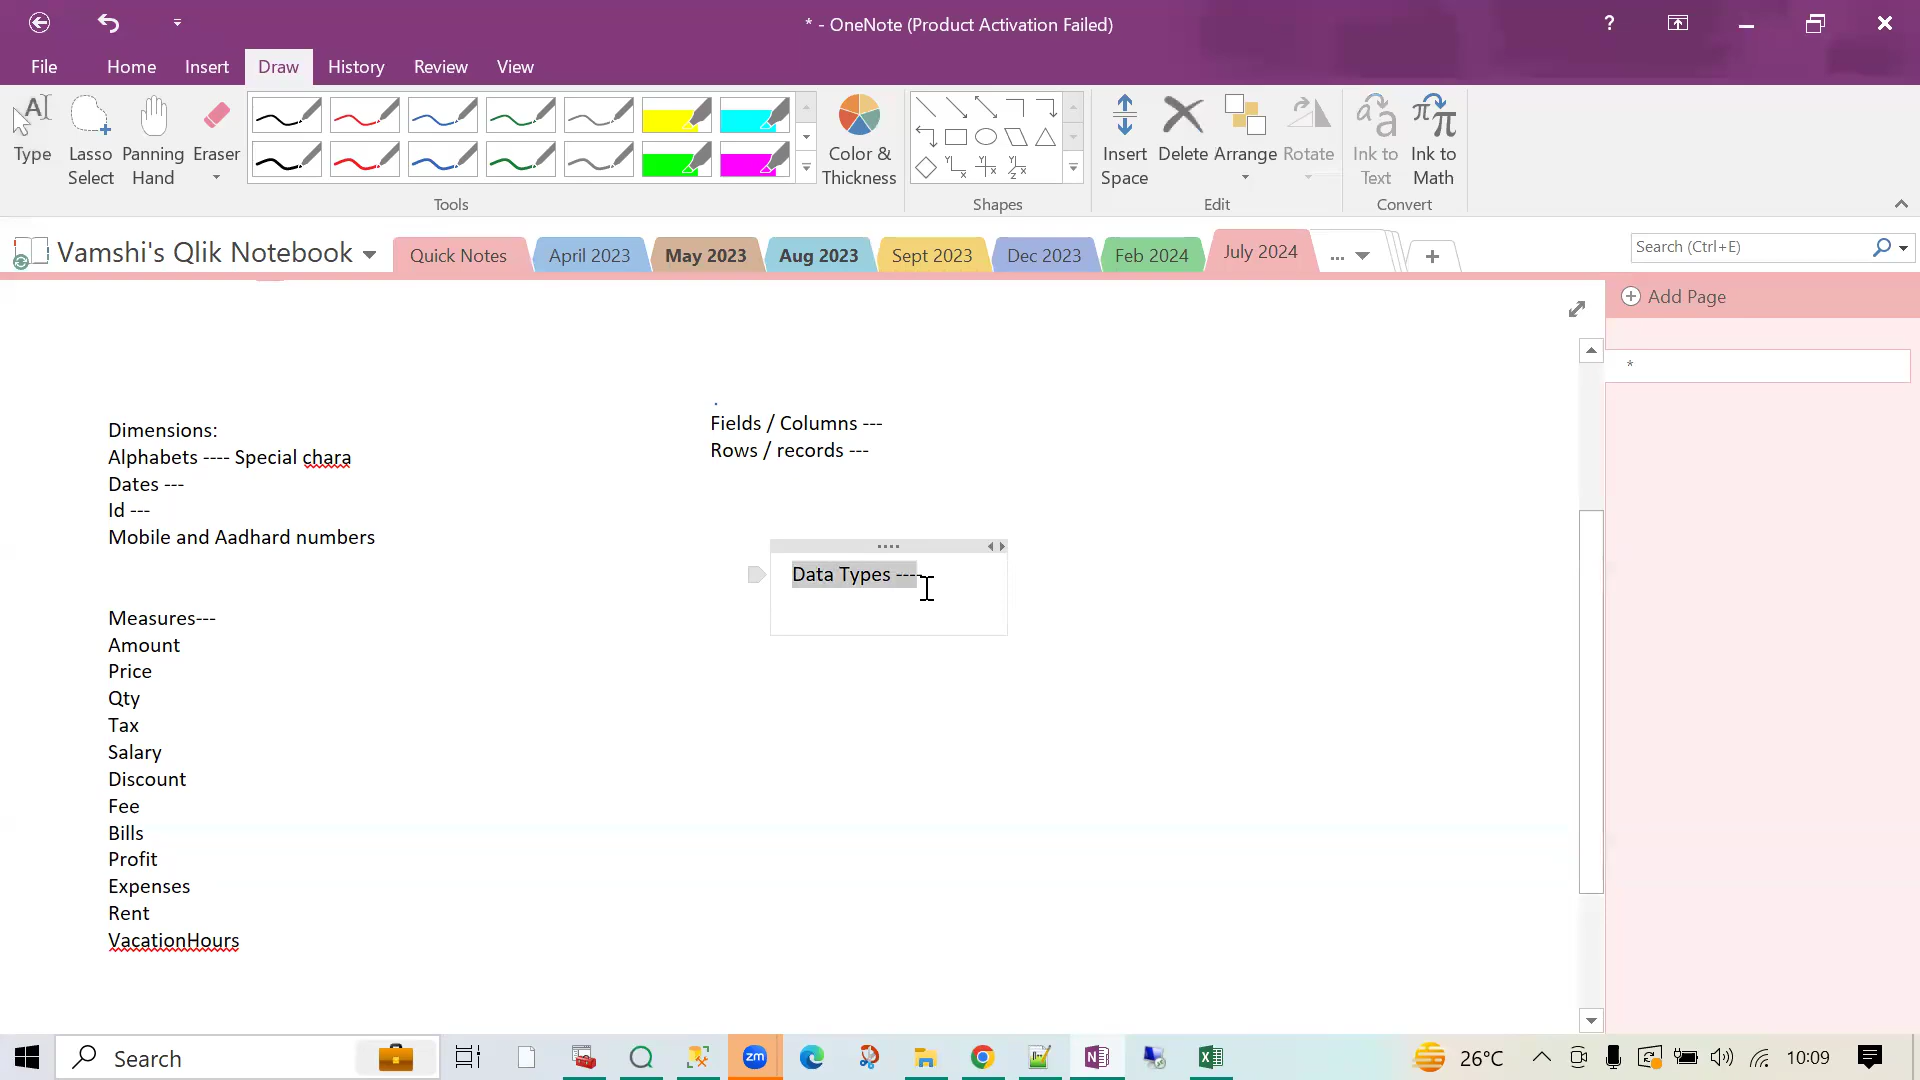 * - OneNote (Product Activation Failed)
?
File Home Insert Draw History Review View
Type
Lasso Select
Panning Hand
Eraser
Color & Thickness
Insert Space
Delete
Arrange
Rotate
Ink to Text
Ink to Math
Tools
Shapes
Edit
Convert
Vamshi's Qlik Notebook
Quick Notes
April 2023
May 2023
Aug 2023
Sept 2023
Dec 2023
Feb 2024
July 2024
...
Search (Ctrl+E)
Add Page
*
Dimensions:
Alphabets ---- Special chara
Dates ---
Id ---
Mobile and Aadhard numbers
Measures---
Amount
Price
Qty
Tax
Salary
Discount
Fee
Bills
Profit
Expenses
Rent
VacationHours
Fields / Columns ---
Rows / records ---
Data Types ----
Search
zm
26°C
10:09